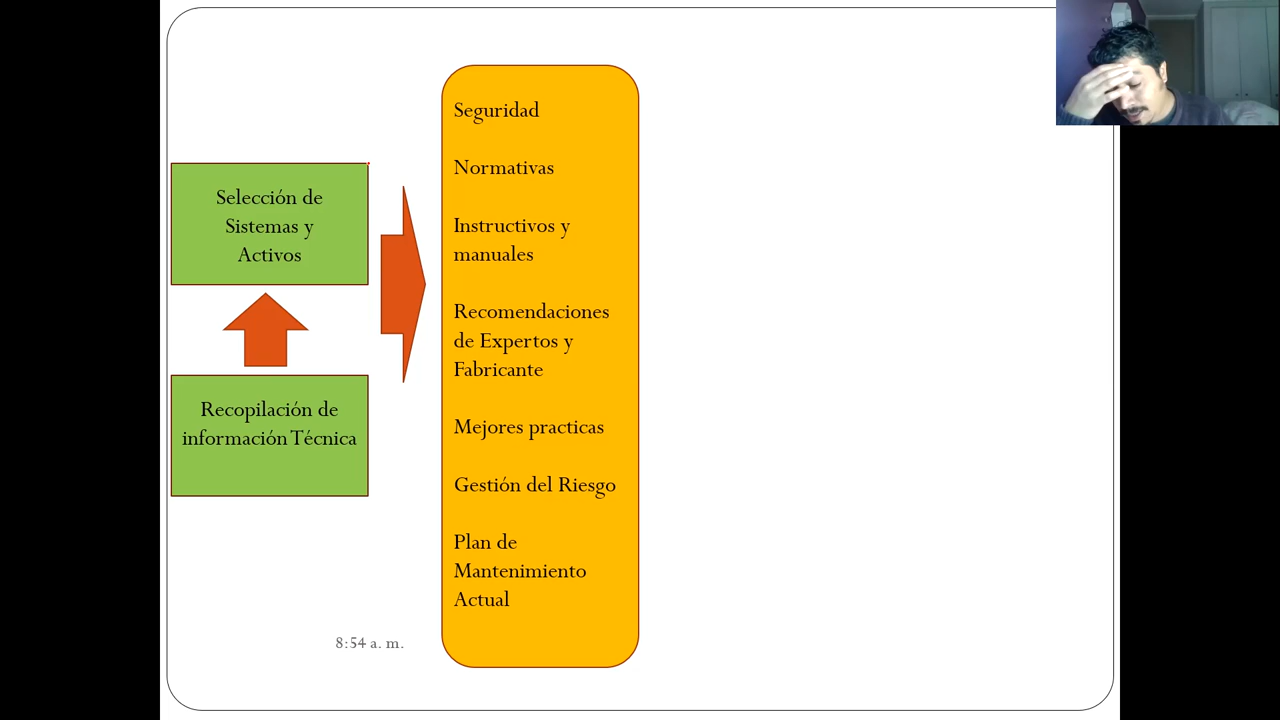 Selección de
Sistemas y
Activos
Recopilación de
información Técnica
Seguridad
Normativas
Instructivos y
manuales
Recomendaciones
de Expertos y
Fabricante
Mejores practicas
Gestión del Riesgo
Plan de
Mantenimiento
Actual
8:54 a. m.